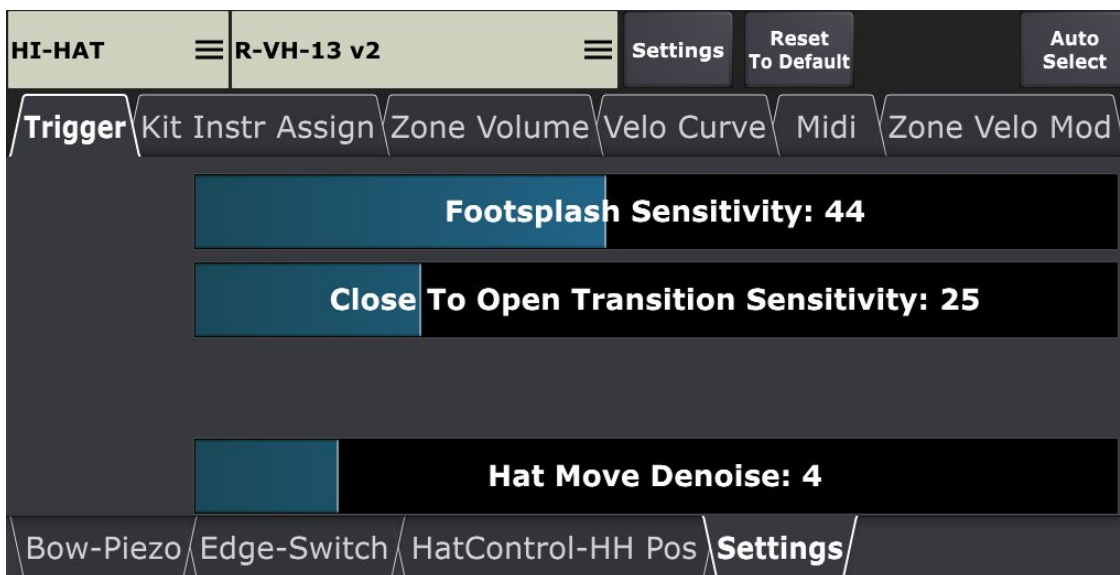 HI-HAT
R-VH-13 v2
Settings
Reset
To Default
Auto
Select
Trigger
Kit Instr Assign
Zone Volume
Velo Curve
Midi
Zone Velo Mod
Footsplash Sensitivity: 44
Close To Open Transition Sensitivity: 25
Hat Move Denoise: 4
Bow-Piezo
Edge-Switch
HatControl-HH Pos
Settings